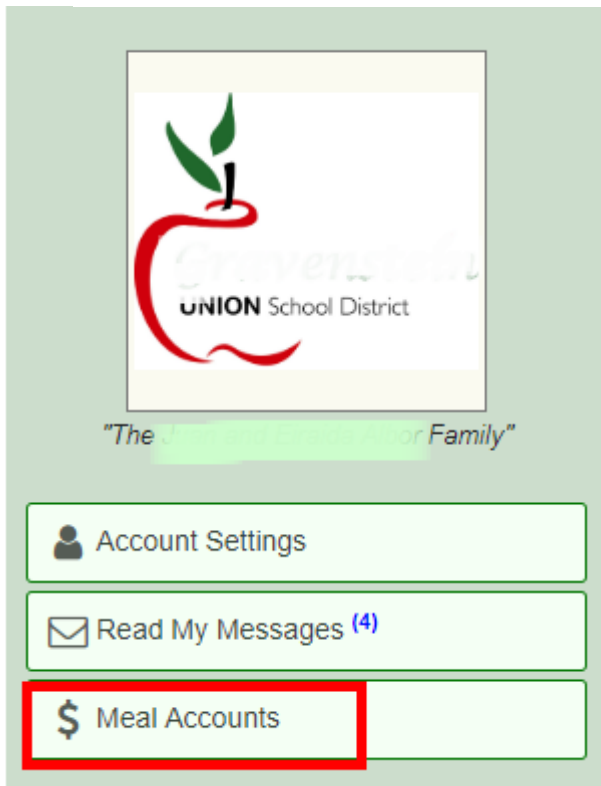 UNION School District
"The Family"
Account Settings
Read My Messages (4)
Meal Accounts